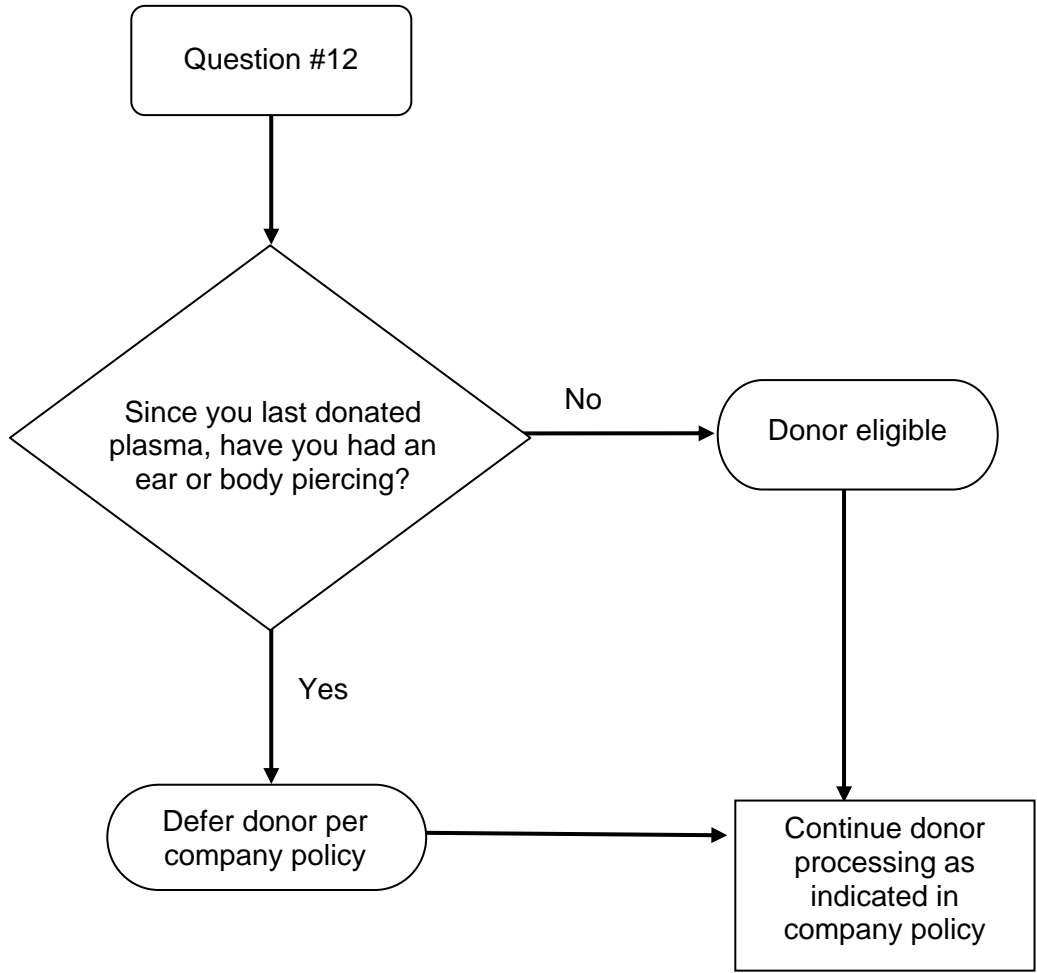 Question #12
Since you last donated
plasma, have you had an
ear or body piercing?
No
Donor eligible
Yes
Defer donor per
company policy
Continue donor
processing as
indicated in
company policy